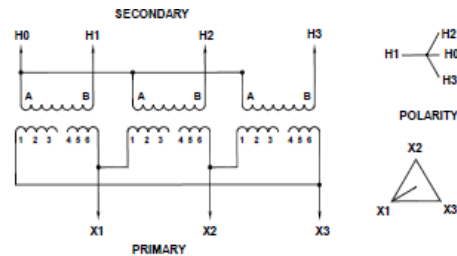 SECONDARY
H0 H1 H2 H3
A B A B A B
1 2 3 4 5 6 1 2 3 4 5 6 1 2 3 4 5 6
X1 X2 X3
PRIMARY
H2
H1 H0
H3
POLARITY
X2
X1 X3